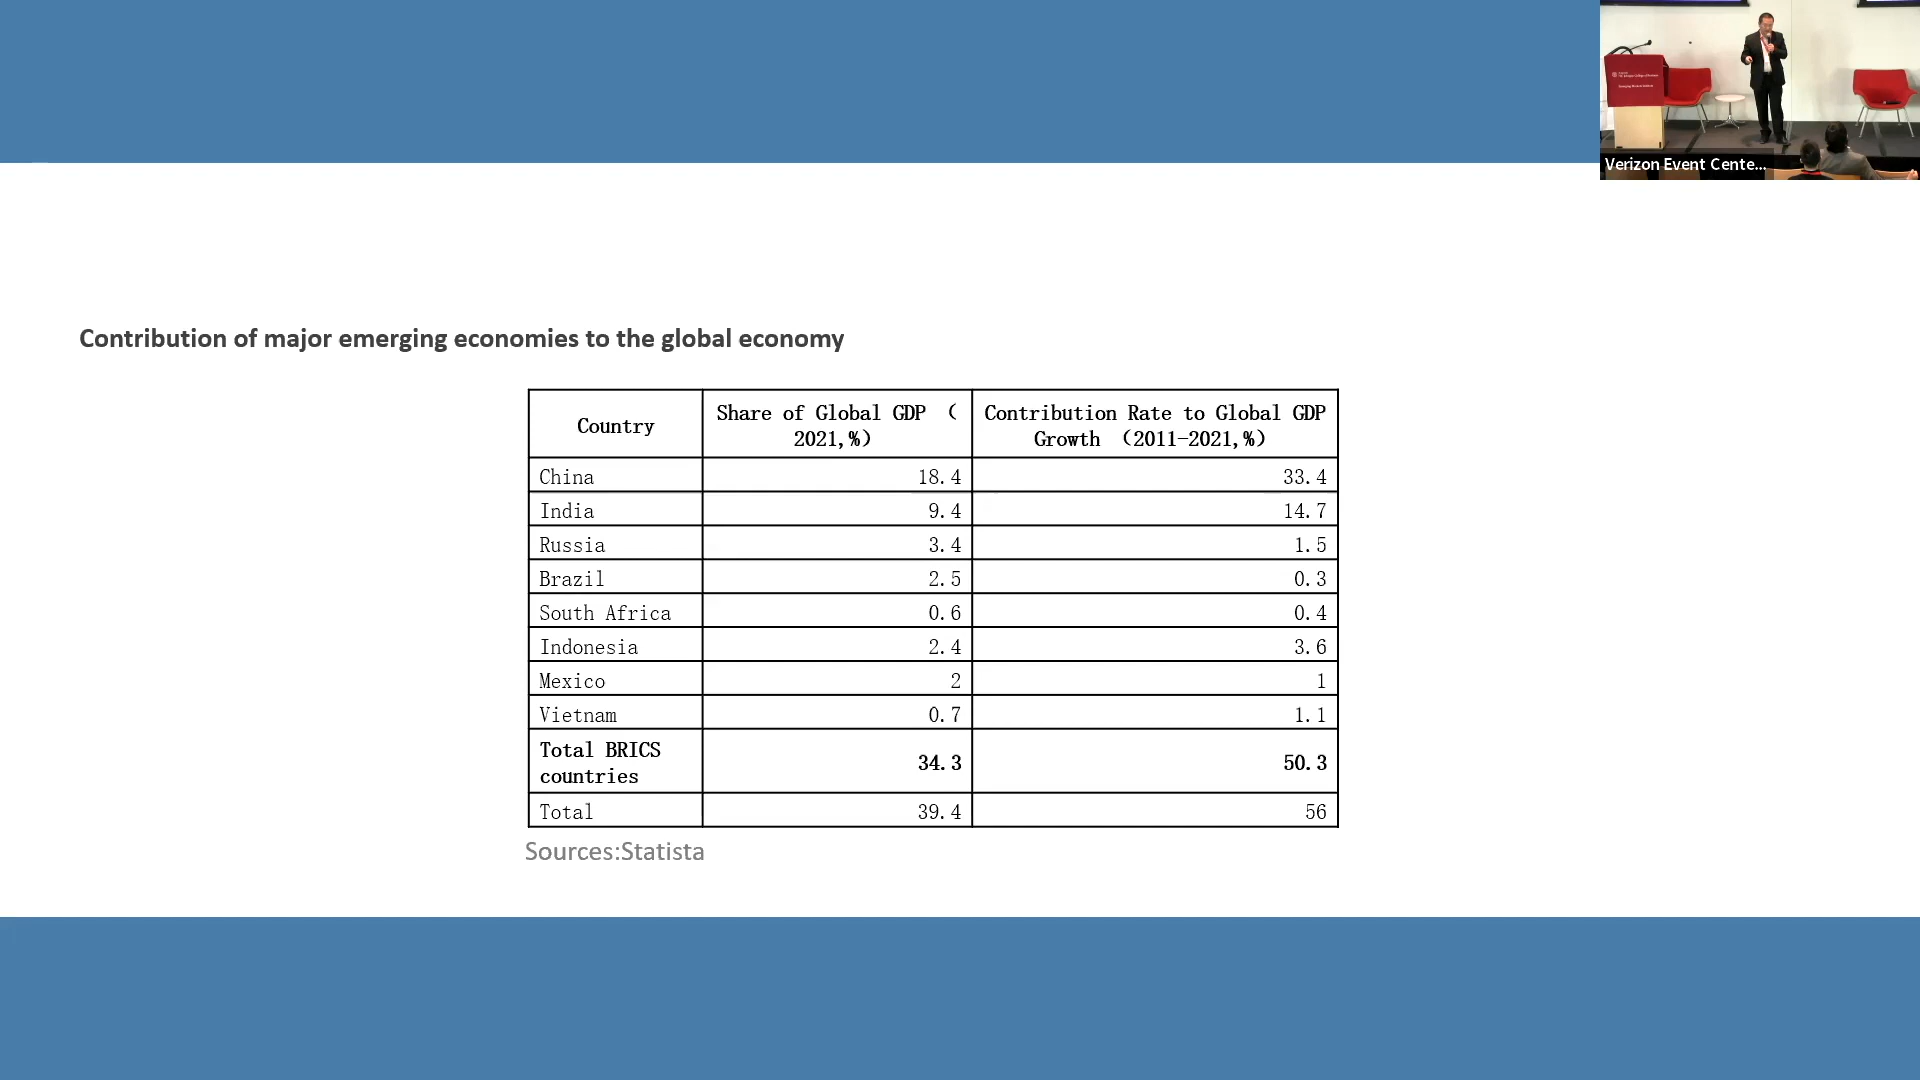 Verizon Event Cente...
Contribution of major emerging economies to the global economy
Country
Share of Global GDP （
2021,%）
Contribution Rate to Global GDP
Growth （2011-2021,%）
China 18.4 33.4
India 9.4 14.7
Russia 3.4 1.5
Brazil 2.5 0.3
South Africa 0.6 0.4
Indonesia 2.4 3.6
Mexico 2 1
Vietnam 0.7 1.1
Total BRICS
countries
34.3 50.3
Total 39.4 56
Sources:Statista